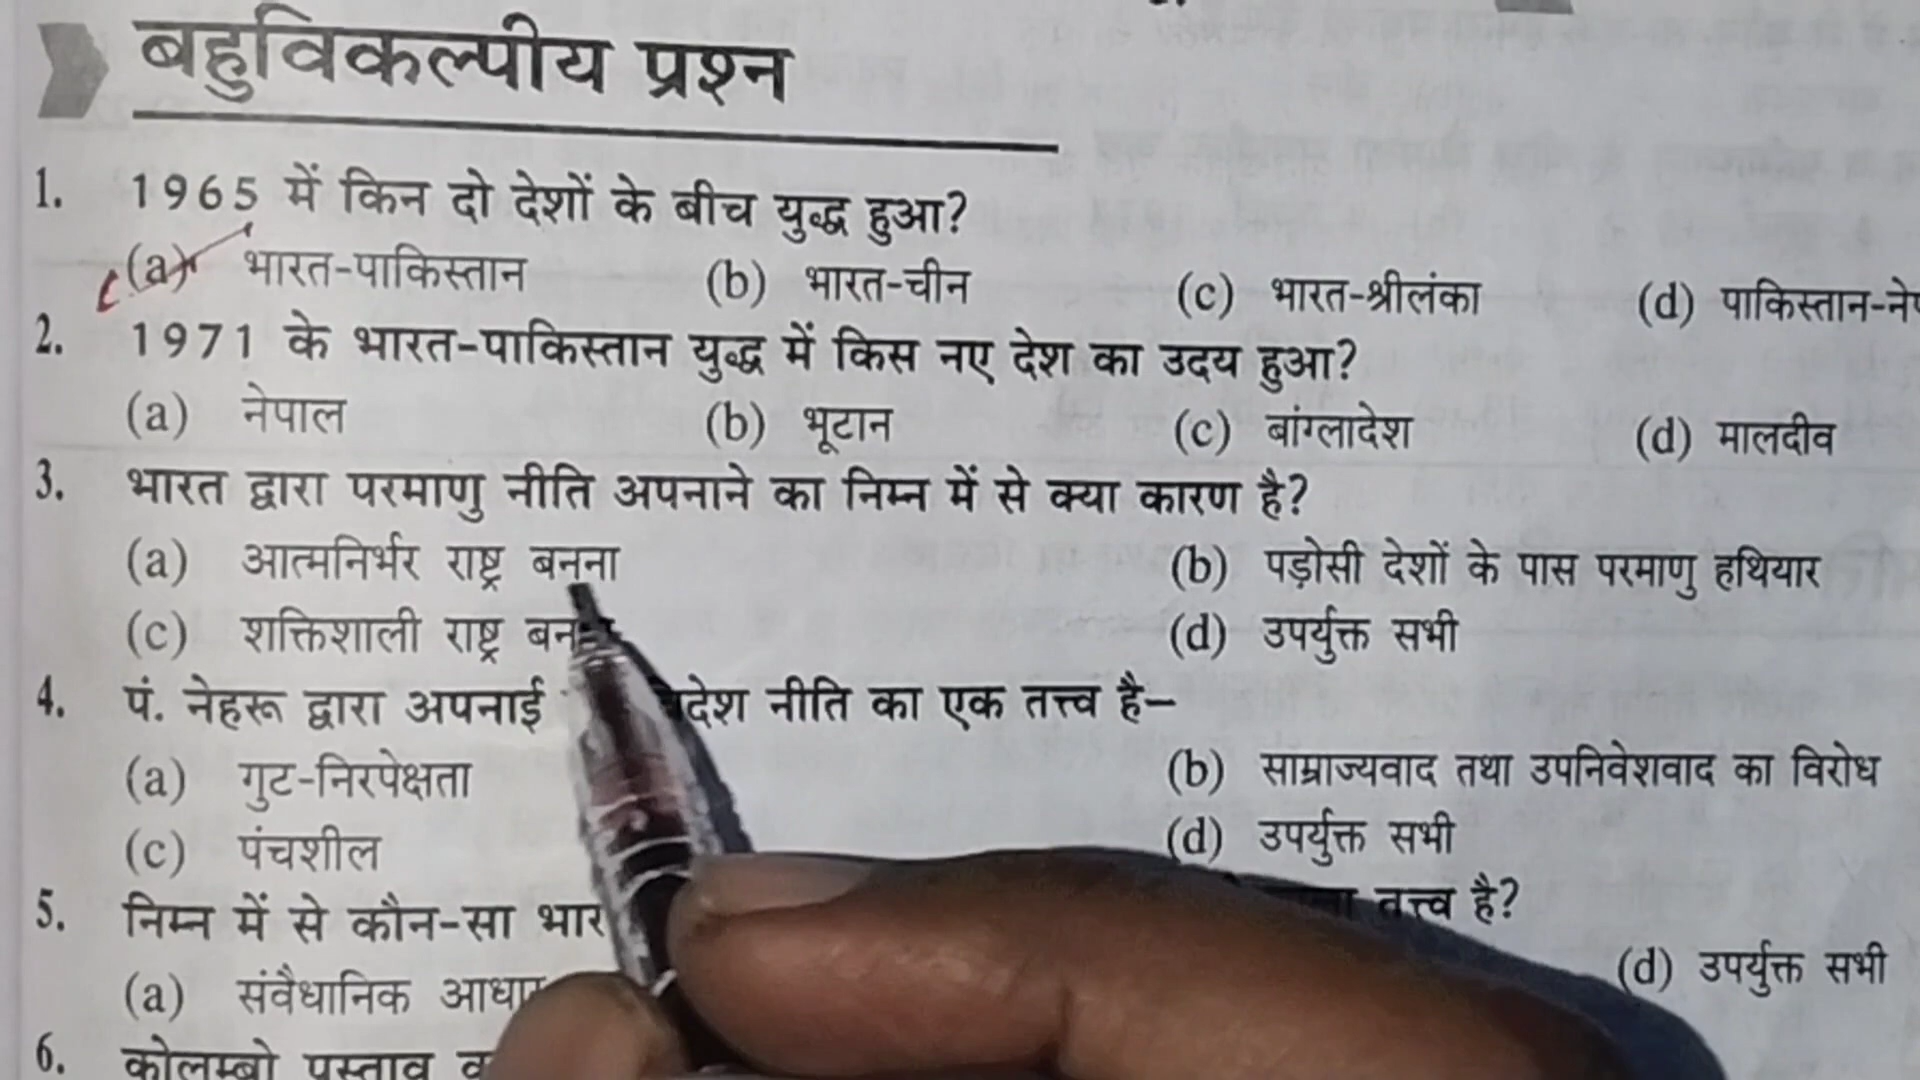 बहुविकल्पीय प्रश्न
1. 1965 में किन दो देशों के बीच युद्ध हुआ?
(a) भारत-पाकिस्तान (b) भारत-चीन (c) भारत-श्रीलंका (d) पाकिस्तान-ने
2. 1971 के भारत-पाकिस्तान युद्ध में किस नए देश का उदय हुआ?
(a) नेपाल (b) भूटान (c) बांग्लादेश (d) मालदीव
3. भारत द्वारा परमाणु नीति अपनाने का निम्न में से क्या कारण है?
(a) आत्मनिर्भर राष्ट्र बनना (b) पड़ोसी देशों के पास परमाणु हथियार
(c) शक्तिशाली राष्ट्र (d) उपर्युक्त सभी
4. पं. नेहरू द्वारा अपनाई नीति का एक तत्त्व है–
(a) गुट-निरपेक्षता (b) साम्राज्यवाद तथा उपनिवेशवाद का विरोध
(c) पंचशील (d) उपर्युक्त सभी
5. निम्न में से कौन-सा तत्त्व है?
(a) संवैधानिक (d) उपर्युक्त सभी
6. कोलम्बो प्रस्ताव